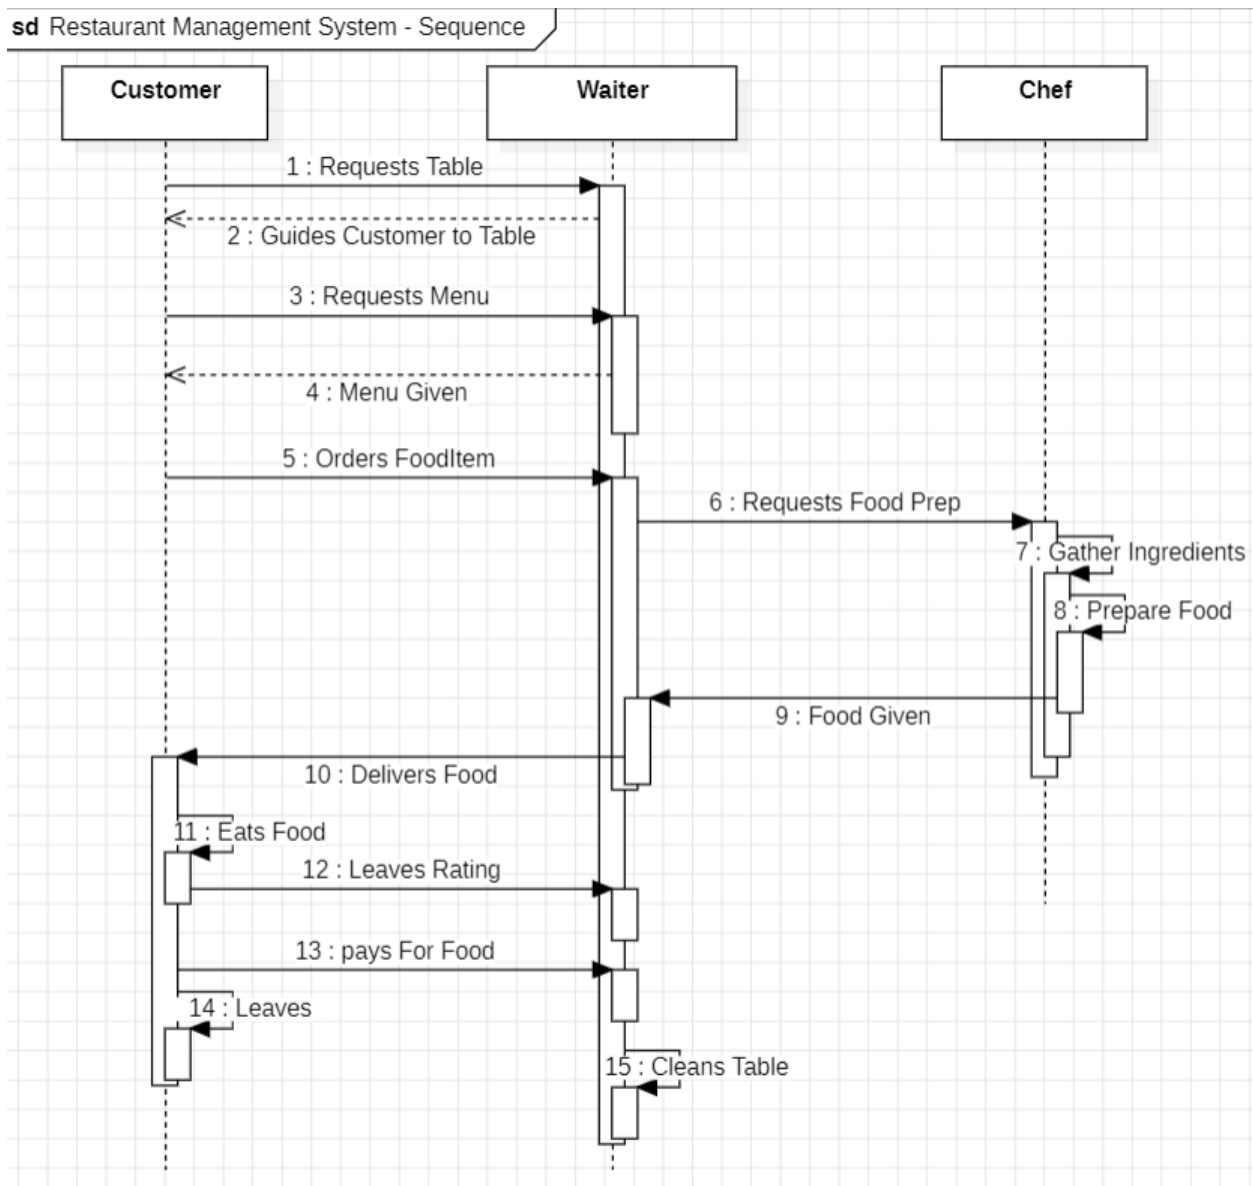 sd Restaurant Management System - Sequence
Customer
Waiter
Chef
1 : Requests Table
2 : Guides Customer to Table
3 : Requests Menu
4 : Menu Given
5 : Orders FoodItem
6 : Requests Food Prep
7 : Gather Ingredients
8 : Prepare Food
9 : Food Given
10 : Delivers Food
11 : Eats Food
12 : Leaves Rating
13 : pays For Food
14 : Leaves
15 : Cleans Table